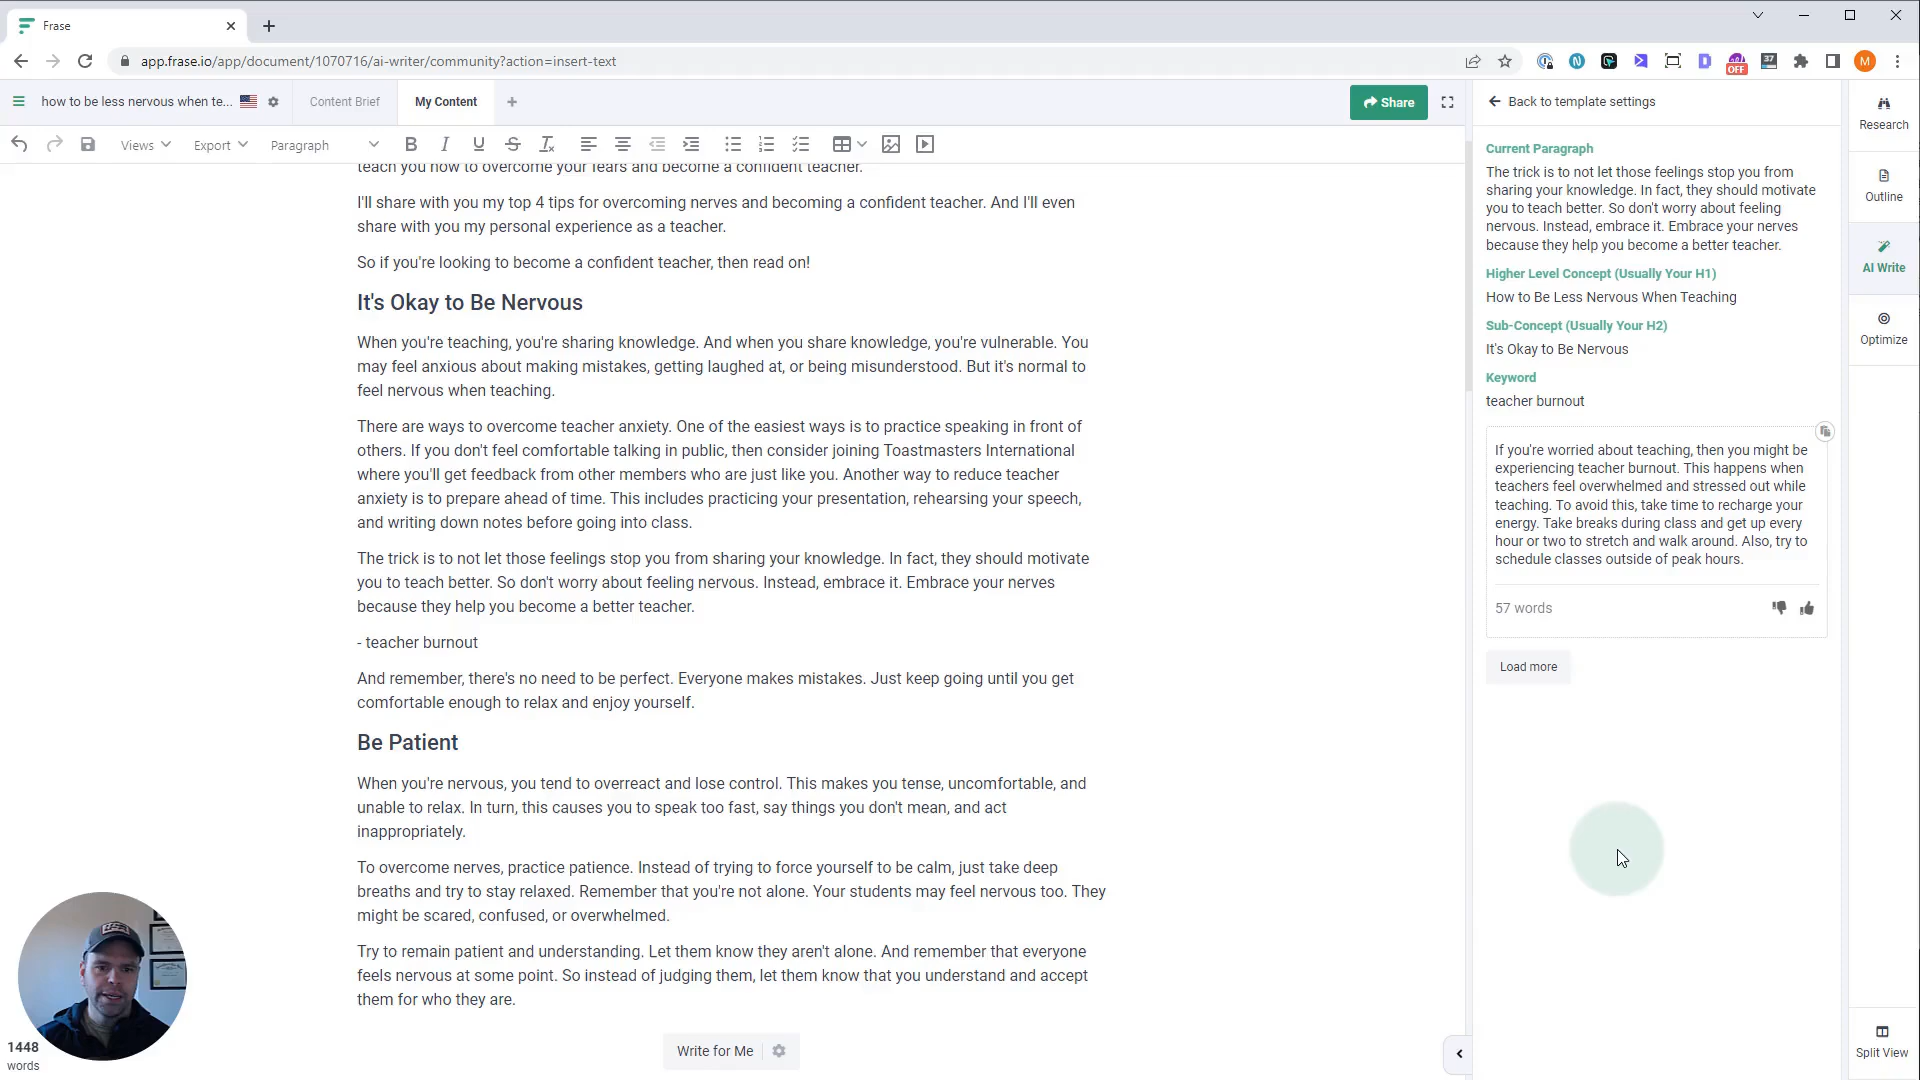 Frase
app.frase.io/app/document/1070716/ai-writer/community?action=insert-text
OFF
37
M
how to be less nervous when te...
Content Brief
My Content
Share
Back to template settings
Research
Views
Export
Paragraph
B
I
U
S
teach you how to overcome your fears and become a confident teacher.
I'll share with you my top 4 tips for overcoming nerves and becoming a confident teacher. And I'll even
share with you my personal experience as a teacher.
So if you're looking to become a confident teacher, then read on!
It's Okay to Be Nervous
When you're teaching, you're sharing knowledge. And when you share knowledge, you're vulnerable. You
may feel anxious about making mistakes, getting laughed at, or being misunderstood. But it's normal to
feel nervous when teaching.
There are ways to overcome teacher anxiety. One of the easiest ways is to practice speaking in front of
others. If you don't feel comfortable talking in public, then consider joining Toastmasters International
where you'll get feedback from other members who are just like you. Another way to reduce teacher
anxiety is to prepare ahead of time. This includes practicing your presentation, rehearsing your speech,
and writing down notes before going into class.
The trick is to not let those feelings stop you from sharing your knowledge. In fact, they should motivate
you to teach better. So don't worry about feeling nervous. Instead, embrace it. Embrace your nerves
because they help you become a better teacher.
- teacher burnout
And remember, there's no need to be perfect. Everyone makes mistakes. Just keep going until you get
comfortable enough to relax and enjoy yourself.
Be Patient
When you're nervous, you tend to overreact and lose control. This makes you tense, uncomfortable, and
unable to relax. In turn, this causes you to speak too fast, say things you don't mean, and act
inappropriately.
To overcome nerves, practice patience. Instead of trying to force yourself to be calm, just take deep
breaths and try to stay relaxed. Remember that you're not alone. Your students may feel nervous too. They
might be scared, confused, or overwhelmed.
Try to remain patient and understanding. Let them know they aren't alone. And remember that everyone
feels nervous at some point. So instead of judging them, let them know that you understand and accept
them for who they are.
1448
words
Write for Me
Current Paragraph
The trick is to not let those feelings stop you from
sharing your knowledge. In fact, they should motivate
you to teach better. So don't worry about feeling
nervous. Instead, embrace it. Embrace your nerves
because they help you become a better teacher.
Higher Level Concept (Usually Your H1)
How to Be Less Nervous When Teaching
Sub-Concept (Usually Your H2)
It's Okay to Be Nervous
Keyword
teacher burnout
If you're worried about teaching, then you might be
experiencing teacher burnout. This happens when
teachers feel overwhelmed and stressed out while
teaching. To avoid this, take time to recharge your
energy. Take breaks during class and get up every
hour or two to stretch and walk around. Also, try to
schedule classes outside of peak hours.
57 words
Load more
Outline
AI Write
Optimize
Split View